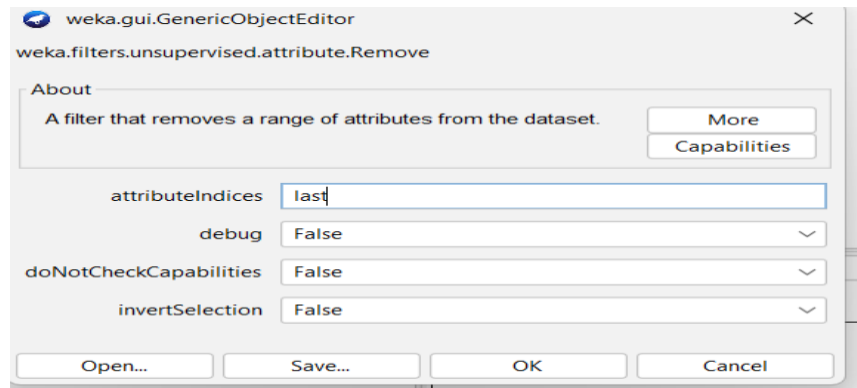 weka.gui.GenericObjectEditor
weka.filters.unsupervised.attribute.Remove
About
A filter that removes a range of attributes from the dataset.
More
Capabilities
attributeIndices last
debug False
doNotCheckCapabilities False
invertSelection False
Open... Save... OK Cancel